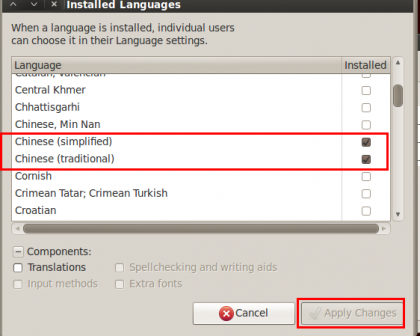 Installed Languages
When a language is installed, individual users
can choose it in their Language settings.
Language Installed
Catalan; Valencian
Central Khmer
Chhattisgarhi
Chinese, Min Nan
Chinese (simplified)
Chinese (traditional)
Cornish
Crimean Tatar; Crimean Turkish
Croatian
Components:
Translations Spellchecking and writing aids
Input methods Extra fonts
Cancel Apply Changes